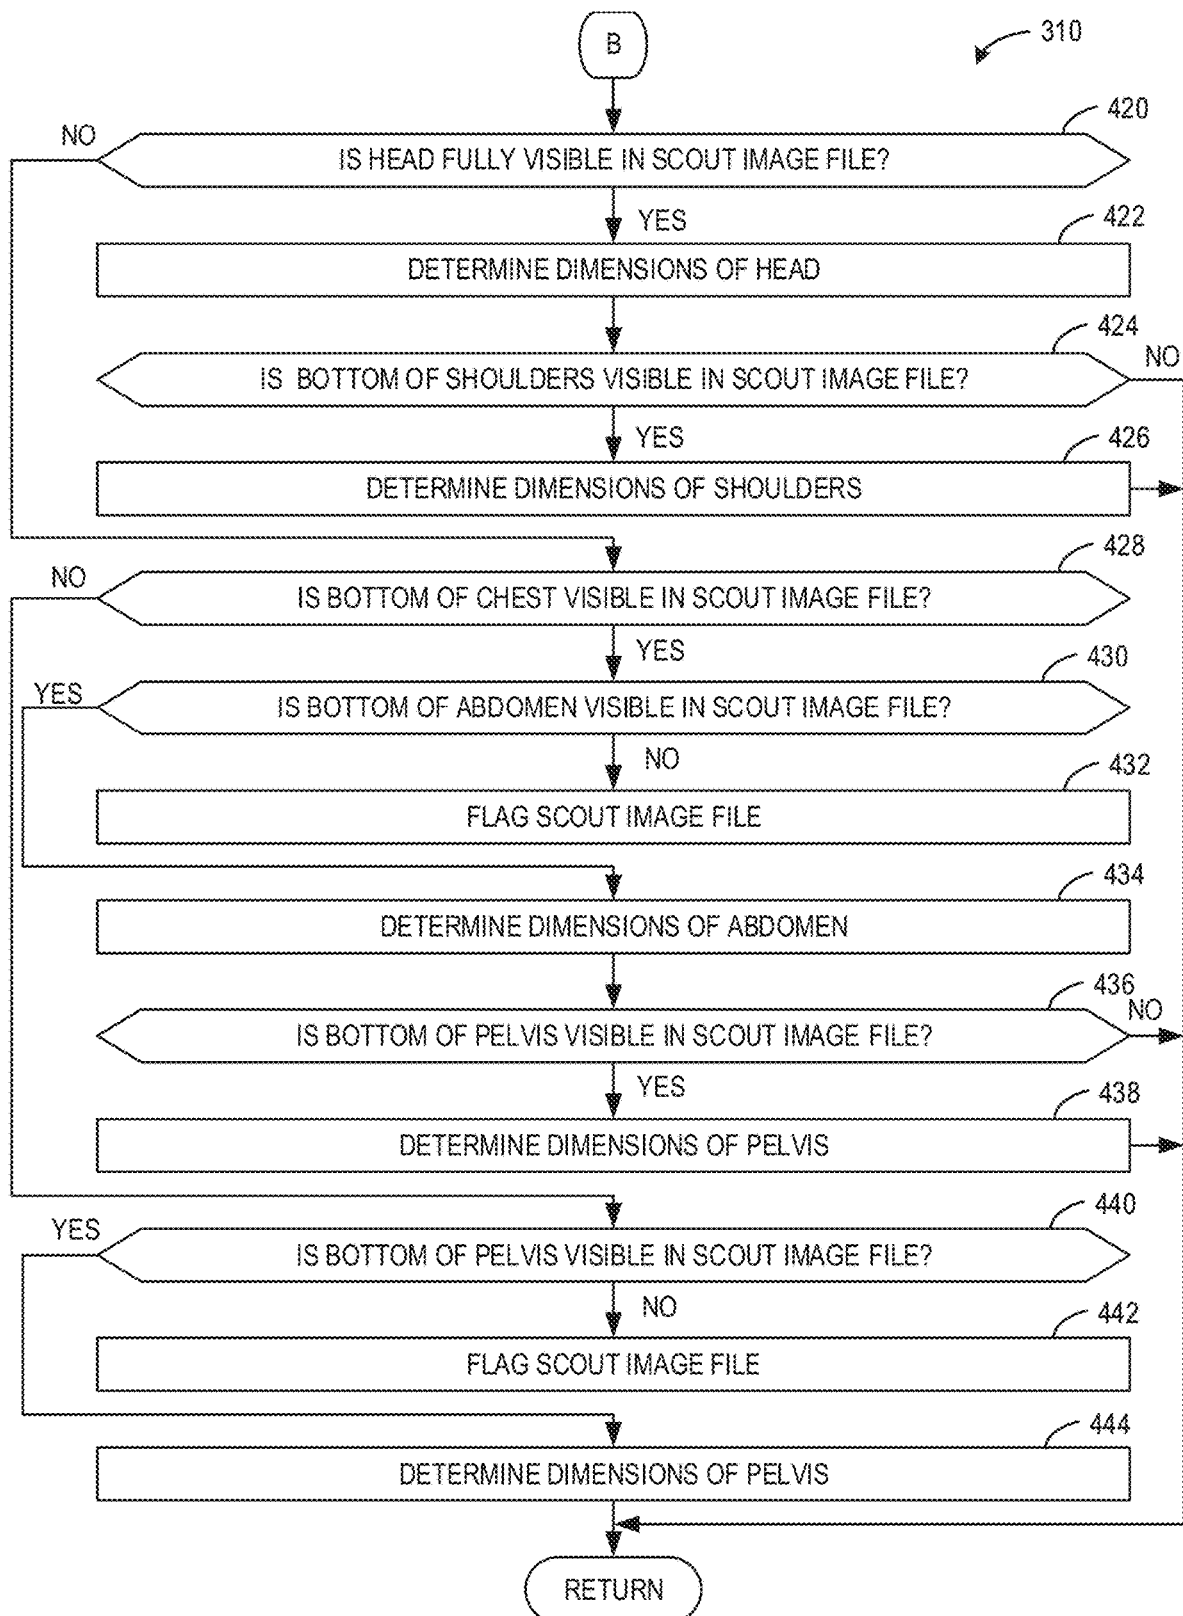 B
310
420
NO
IS HEAD FULLY VISIBLE IN SCOUT IMAGE FILE?
YES
422
DETERMINE DIMENSIONS OF HEAD
424
NO
IS BOTTOM OF SHOULDERS VISIBLE IN SCOUT IMAGE FILE?
YES
426
DETERMINE DIMENSIONS OF SHOULDERS
428
NO
IS BOTTOM OF CHEST VISIBLE IN SCOUT IMAGE FILE?
YES
430
YES
IS BOTTOM OF ABDOMEN VISIBLE IN SCOUT IMAGE FILE?
NO
432
FLAG SCOUT IMAGE FILE
434
DETERMINE DIMENSIONS OF ABDOMEN
436
NO
IS BOTTOM OF PELVIS VISIBLE IN SCOUT IMAGE FILE?
YES
438
DETERMINE DIMENSIONS OF PELVIS
440
YES
IS BOTTOM OF PELVIS VISIBLE IN SCOUT IMAGE FILE?
NO
442
FLAG SCOUT IMAGE FILE
444
DETERMINE DIMENSIONS OF PELVIS
RETURN